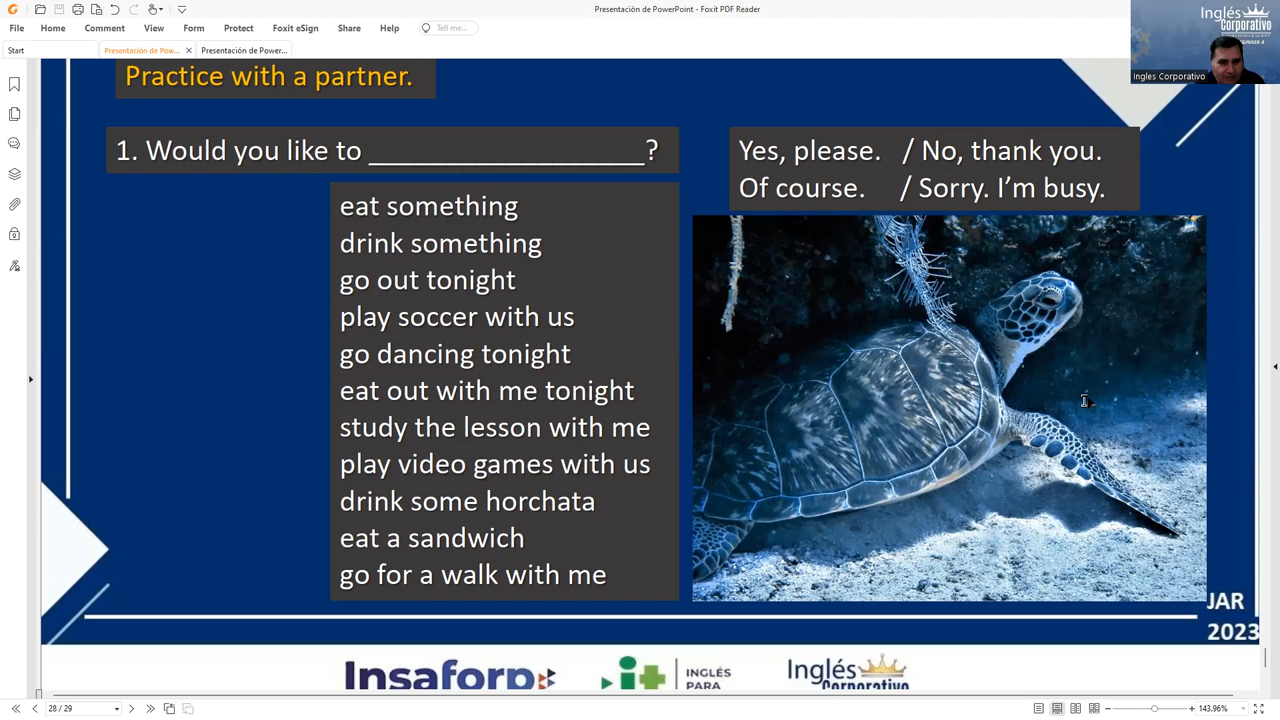 Presentación de PowerPoint - Foxit PDF Reader
File Home Comment View Form Protect Foxit eSign Share Help Tell me...
Start Presentación de Pow... Presentación de Power...
Inglés
Corporativo
Ingles Corporativo
Practice with a partner.
1. Would you like to ____________________?
Yes, please. / No, thank you.
Of course. / Sorry. I’m busy.
eat something
drink something
go out tonight
play soccer with us
go dancing tonight
eat out with me tonight
study the lesson with me
play video games with us
drink some horchata
eat a sandwich
go for a walk with me
JAR
2023
Insaforp
INGLÉS
PARA
Inglés
Corporativo
28 / 29
143.96%